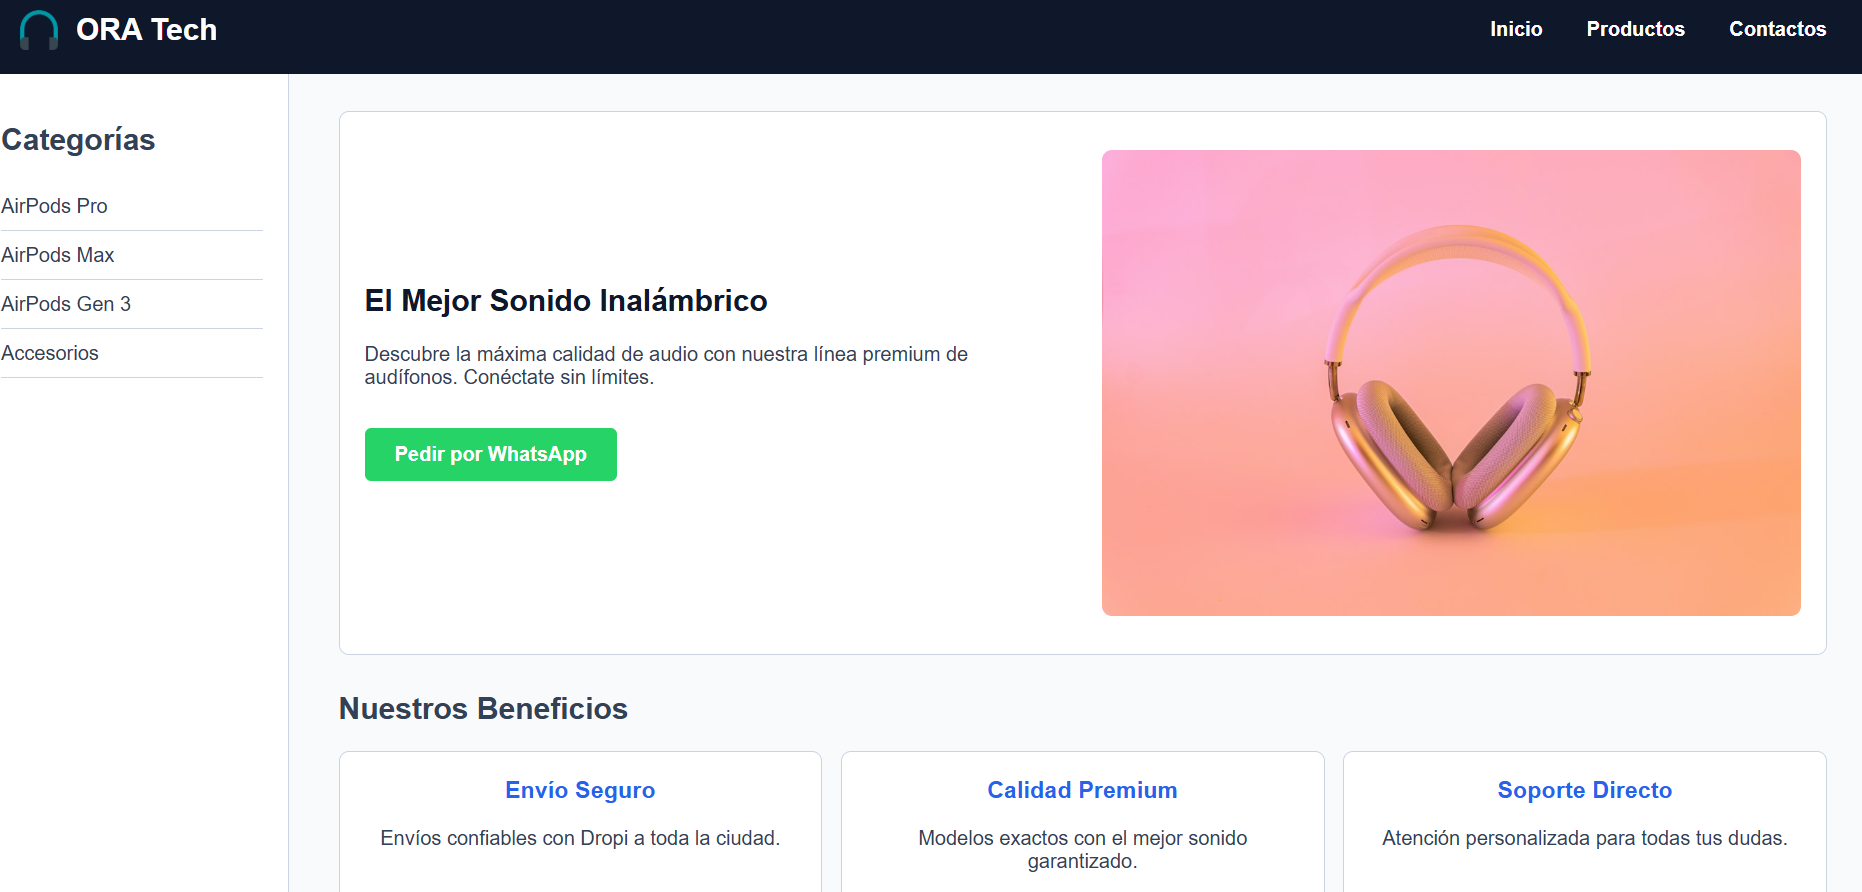 ORA Tech
Inicio
Productos
Contactos
Categorías
AirPods Pro
AirPods Max
AirPods Gen 3
Accesorios
El Mejor Sonido Inalámbrico
Descubre la máxima calidad de audio con nuestra línea premium de
audífonos. Conéctate sin límites.
Pedir por WhatsApp
Nuestros Beneficios
Envío Seguro
Envíos confiables con Dropi a toda la ciudad.
Calidad Premium
Modelos exactos con el mejor sonido
garantizado.
Soporte Directo
Atención personalizada para todas tus dudas.